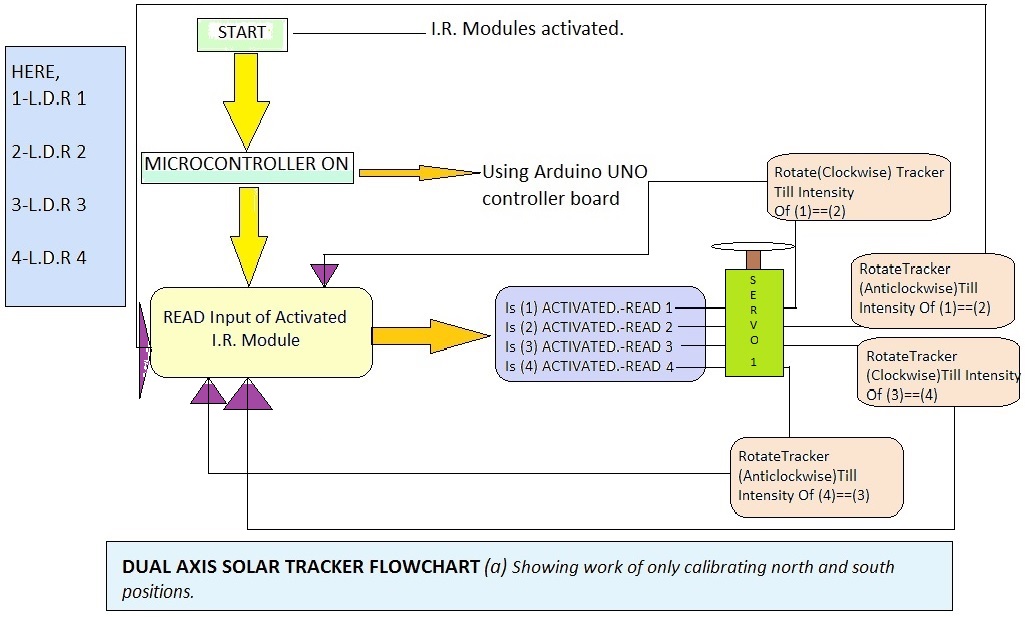 START
I.R. Modules activated.
HERE,
1-L.D.R 1
2-L.D.R 2
3-L.D.R 3
4-L.D.R 4
MICROCONTROLLER ON
Using Arduino UNO
controller board
Rotate(Clockwise) Tracker
Till Intensity
Of (1)==(2)
RotateTracker
(Anticlockwise)Till
Intensity Of (1)==(2)
READ Input of Activated
I.R. Module
Is (1) ACTIVATED.-READ 1
Is (2) ACTIVATED.-READ 2
Is (3) ACTIVATED.-READ 3
Is (4) ACTIVATED.-READ 4
S
E
R
V
O
1
RotateTracker
(Clockwise)Till Intensity
Of (3)==(4)
RotateTracker
(Anticlockwise)Till
Intensity Of (4)==(3)
DUAL AXIS SOLAR TRACKER FLOWCHART (a) Showing work of only calibrating north and south
positions.